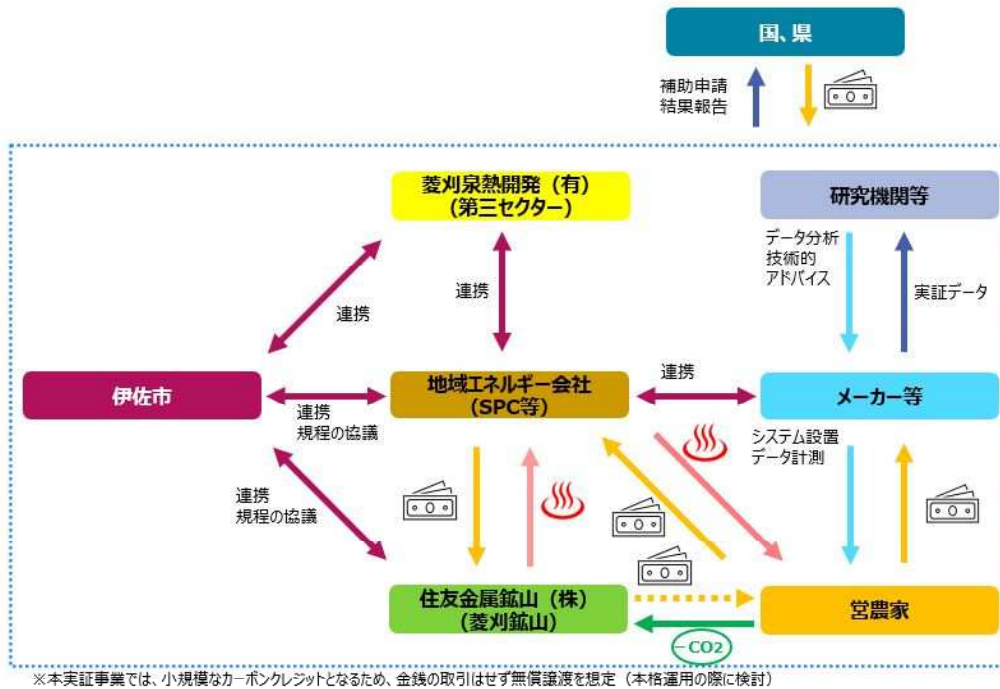 国、県
補助申請
結果報告
菱刈泉熱開発（有）
（第三セクター）
研究機関等
データ分析
技術的
アドバイス
実証データ
連携
連携
伊佐市
連携
規程の協議
地域エネルギー会社
（SPC等）
連携
メーカー等
システム設置
データ計測
連携
規程の協議
住友金属鉱山（株）
（菱刈鉱山）
営農家
－CO2
※本実証事業では、小規模なカーボンクレジットとなるため、金銭の取引はせず無償譲渡を想定（本格運用の際に検討）